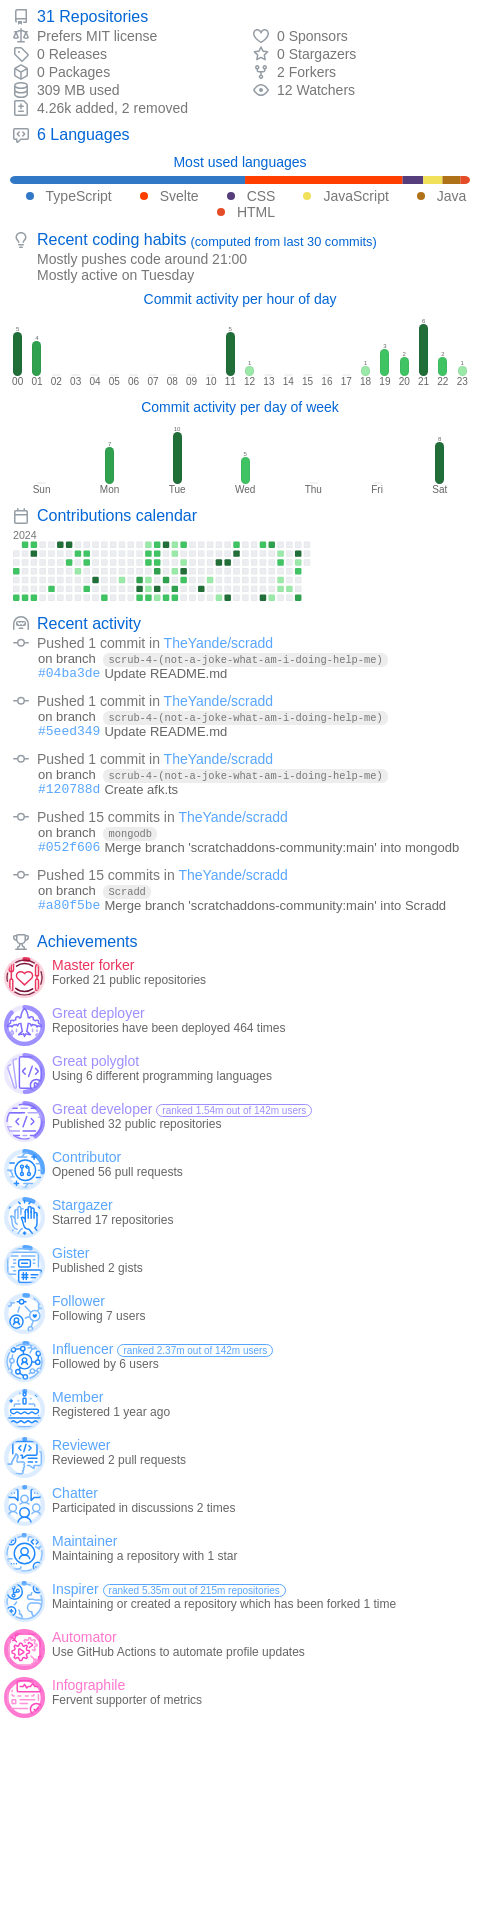 31 Repositories
Prefers MIT license
0 Sponsors
0 Releases
0 Stargazers
0 Packages
2 Forkers
309 MB used
12 Watchers
4.26k added, 2 removed
6 Languages
Most used languages
TypeScript Svelte CSS JavaScript Java
HTML
Recent coding habits (computed from last 30 commits)
Mostly pushes code around 21:00
Mostly active on Tuesday
Commit activity per hour of day
5 4 5 1 1 3 2 6 2 1
00 01 02 03 04 05 06 07 08 09 10 11 12 13 14 15 16 17 18 19 20 21 22 23
Commit activity per day of week
7 10 5 8
Sun Mon Tue Wed Thu Fri Sat
Contributions calendar
2024
Recent activity
Pushed 1 commit in TheYande/scradd
on branch scrub-4-(not-a-joke-what-am-i-doing-help-me)
#04ba3de Update README.md
Pushed 1 commit in TheYande/scradd
on branch scrub-4-(not-a-joke-what-am-i-doing-help-me)
#5eed349 Update README.md
Pushed 1 commit in TheYande/scradd
on branch scrub-4-(not-a-joke-what-am-i-doing-help-me)
#120788d Create afk.ts
Pushed 15 commits in TheYande/scradd
on branch mongodb
#052f606 Merge branch 'scratchaddons-community:main' into mongodb
Pushed 15 commits in TheYande/scradd
on branch Scradd
#a80f5be Merge branch 'scratchaddons-community:main' into Scradd
Achievements
Master forker
Forked 21 public repositories
Great deployer
Repositories have been deployed 464 times
Great polyglot
Using 6 different programming languages
Great developer ranked 1.54m out of 142m users
Published 32 public repositories
Contributor
Opened 56 pull requests
Stargazer
Starred 17 repositories
Gister
Published 2 gists
Follower
Following 7 users
Influencer ranked 2.37m out of 142m users
Followed by 6 users
Member
Registered 1 year ago
Reviewer
Reviewed 2 pull requests
Chatter
Participated in discussions 2 times
Maintainer
Maintaining a repository with 1 star
Inspirer ranked 5.35m out of 215m repositories
Maintaining or created a repository which has been forked 1 time
Automator
Use GitHub Actions to automate profile updates
Infographile
Fervent supporter of metrics